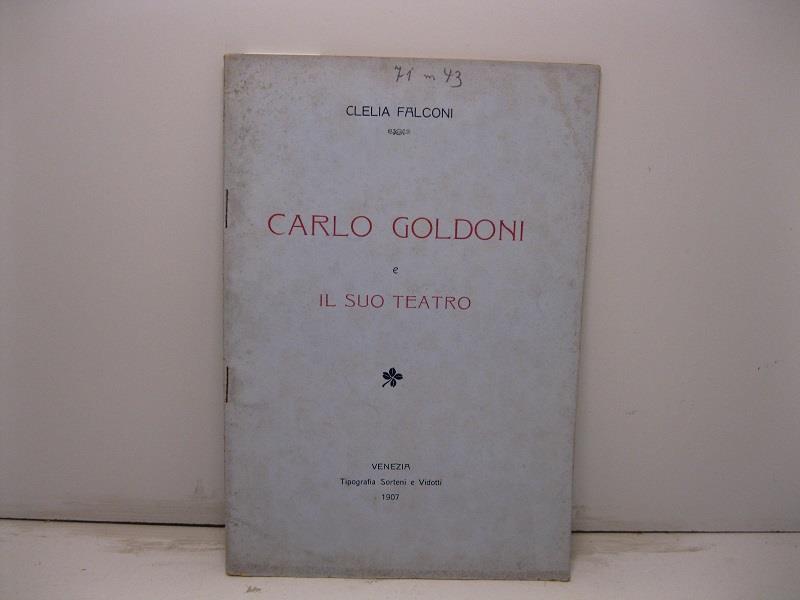 71 m 43
CLELIA FALCONI
CARLO GOLDONI
e
IL SUO TEATRO
VENEZIA
Tipografia Sorteni e Vidotti
1907